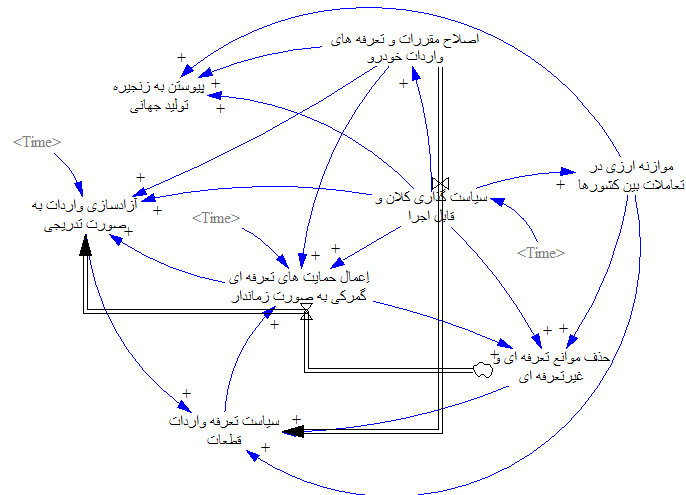 اصلاح مقررات و تعرفه های
واردات خودرو
پیوستن به زنجیره
تولید جهانی
<Time>
موازنه ارزی در
تعاملات بین کشورها
آزادسازی واردات به
صورت تدریجی
سیاست گذاری کلان و
قابل اجرا
<Time>
<Time>
إعمال حمایت های تعرفه ای
گمرکی به صورت زماندار
حذف موانع تعرفه ای و
غیرتعرفه ای
سیاست تعرفه واردات
قطعات